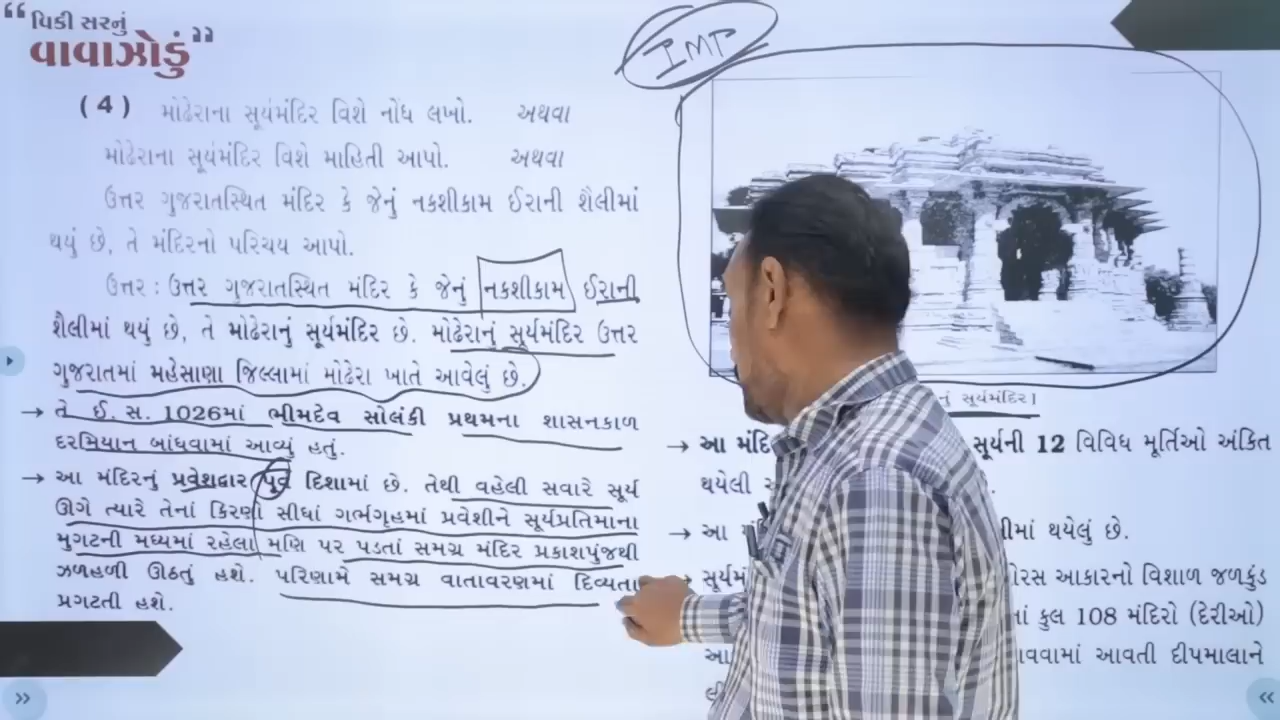 “ વિકી સરનું
વાવાઝોડું ”
IMP
( 4 ) મોઢેરાના સૂર્યમંદિર વિશે નોંધ લખો. અથવા
મોઢેરાના સૂર્યમંદિર વિશે માહિતી આપો. અથવા
ઉત્તર ગુજરાતસ્થિત મંદિર કે જેનું નકશીકામ ઈરાની શૈલીમાં
થયું છે, તે મંદિરનો પરિચય આપો.
ઉત્તર : ઉત્તર ગુજરાતસ્થિત મંદિર કે જેનું નકશીકામ ઈરાની
શૈલીમાં થયું છે, તે મોઢેરાનું સૂર્યમંદિર છે. મોઢેરાનું સૂર્યમંદિર ઉત્તર
ગુજરાતમાં મહેસાણા જિલ્લામાં મોઢેરા ખાતે આવેલું છે.
→ તે ઈ. સ. 1026માં ભીમદેવ સોલંકી પ્રથમના શાસનકાળ
દરમિયાન બાંધવામાં આવ્યું હતું.
→ આ મંદિરનું પ્રવેશદ્વાર પૂર્વ દિશામાં છે. તેથી વહેલી સવારે સૂર્ય
ઊગે ત્યારે તેનાં કિરણો સીધાં ગર્ભગૃહમાં પ્રવેશીને સૂર્યપ્રતિમાના
મુગટની મધ્યમાં રહેલા મણિ પર પડતાં સમગ્ર મંદિર પ્રકાશપુંજથી
ઝળહળી ઊઠતું હશે. પરિણામે સમગ્ર વાતાવરણમાં દિવ્યતા
પ્રગટતી હશે.
સૂર્યમંદિર]
→ આ સૂર્યની 12 વિવિધ મૂર્તિઓ અંકિત
થયેલી
→ આ થયેલું છે.
→ આકારનો વિશાળ જળકુંડ
કુલ 108 મંદિરો (દેરીઓ)
આવતી દીપમાલાને